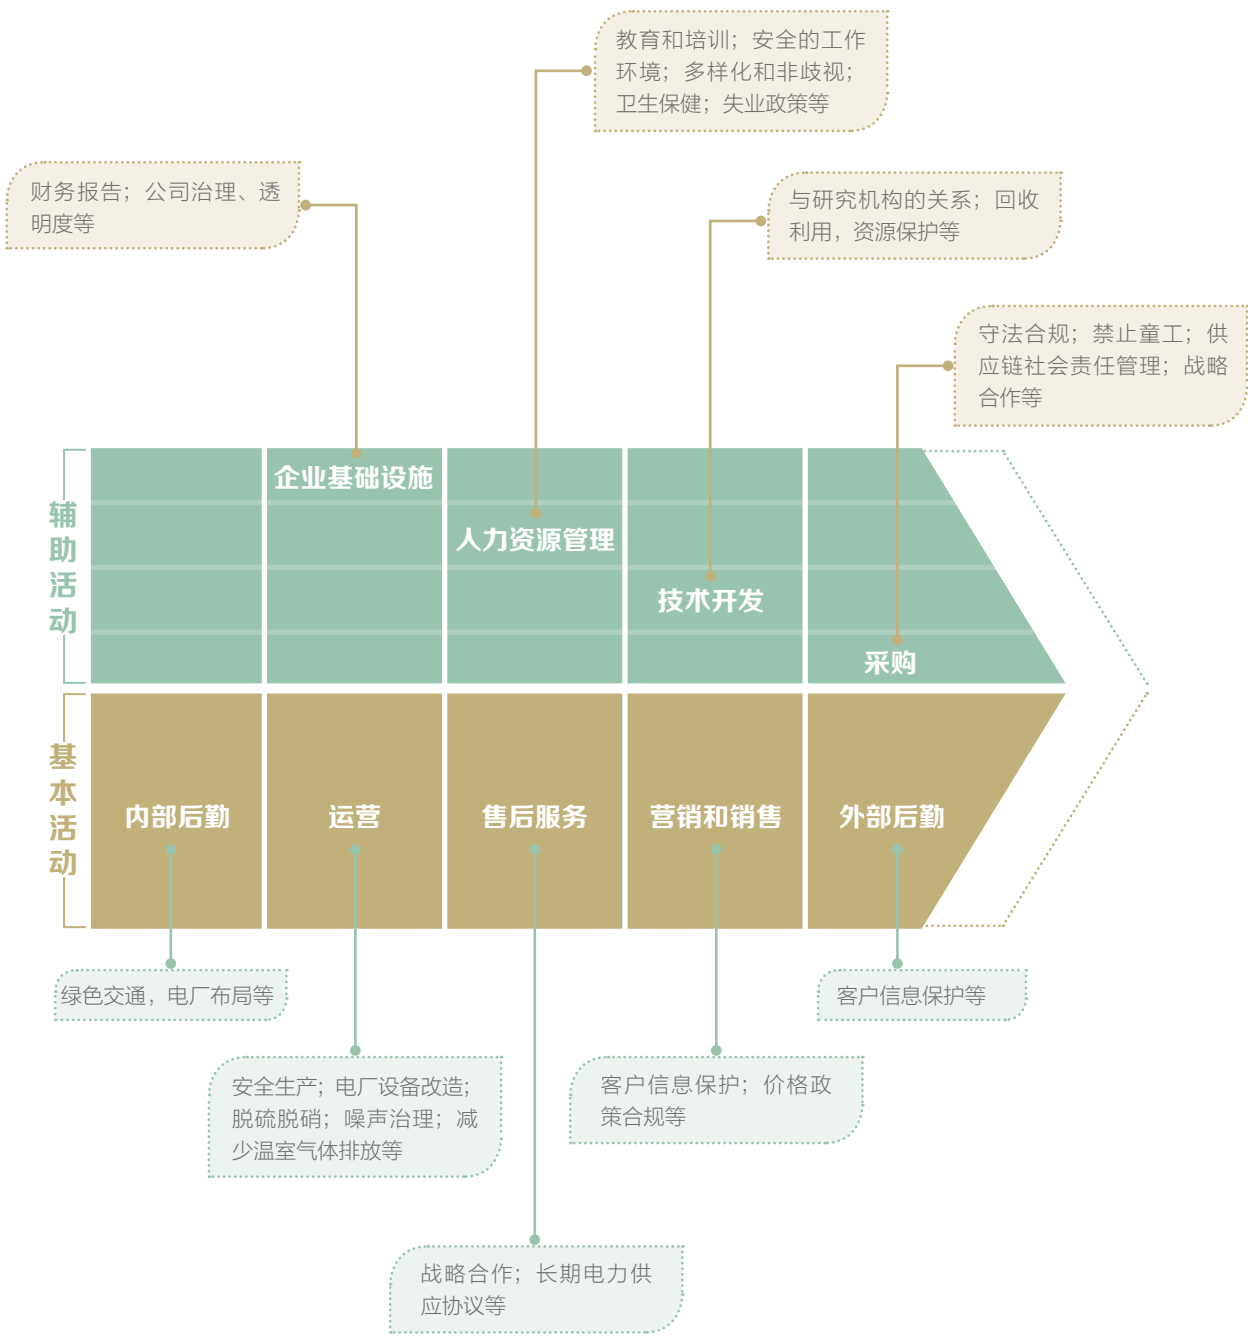 教育和培训；安全的工作
环境；多样化和非歧视；
卫生保健；失业政策等
财务报告；公司治理、透
明度等
与研究机构的关系；回收
利用，资源保护等
守法合规；禁止童工；供
应链社会责任管理；战略
合作等
辅助活动
企业基础设施
人力资源管理
技术开发
采购
基本活动
内部后勤
运营
售后服务
营销和销售
外部后勤
绿色交通，电厂布局等
客户信息保护等
安全生产；电厂设备改造；
脱硫脱硝；噪声治理；减
少温室气体排放等
客户信息保护；价格政
策合规等
战略合作；长期电力供
应协议等